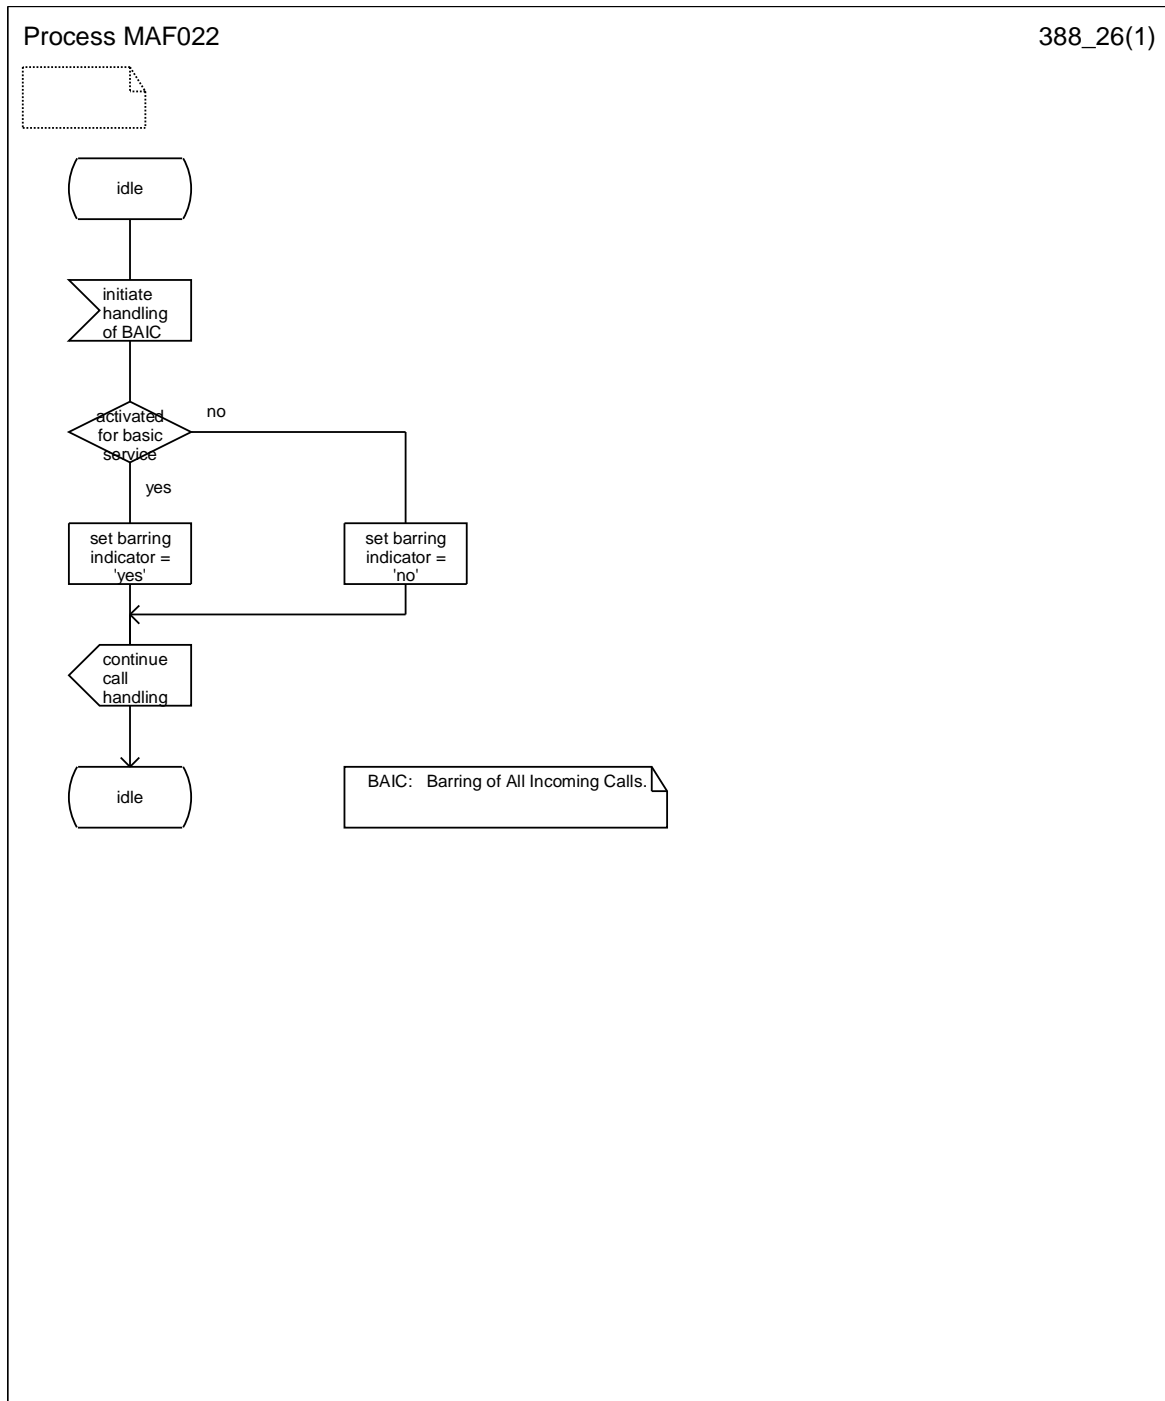 Process MAF022
388_26(1)
idle
initiate
handling
of BAIC
activated
for basic
service
no
yes
set barring
indicator =
'yes'
set barring
indicator =
'no'
continue
call
handling
idle
BAIC: Barring of All Incoming Calls.